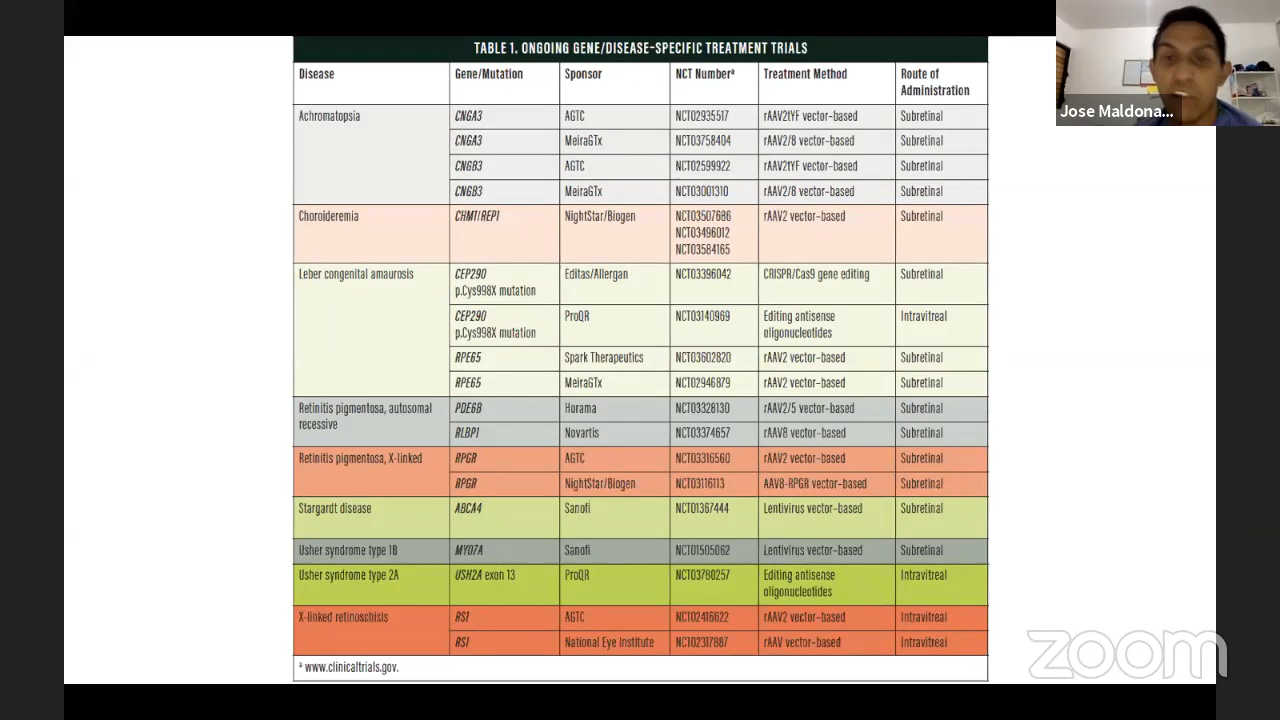 TABLE 1. ONGOING GENE/DISEASE-SPECIFIC TREATMENT TRIALS
Disease Gene/Mutation Sponsor NCT Numberᵃ Treatment Method Route of Administration
Achromatopsia CNGA3 AGTC NCT02935517 rAAV2tYF vector-based Subretinal
CNGA3 MeiraGTx NCT03758404 rAAV2/8 vector-based Subretinal
CNGB3 AGTC NCT02599922 rAAV2tYF vector-based Subretinal
CNGB3 MeiraGTx NCT03001310 rAAV2/8 vector-based Subretinal
Choroideremia CHM1/REP1 NightStar/Biogen NCT03507686 rAAV2 vector-based Subretinal
NCT03496012
NCT03584165
Leber congenital amaurosis CEP290 Editas/Allergan NCT03396042 CRISPR/Cas9 gene editing Subretinal
p.Cys998X mutation
CEP290 ProQR NCT03140969 Editing antisense Intravitreal
p.Cys998X mutation oligonucleotides
RPE65 Spark Therapeutics NCT03602820 rAAV2 vector-based Subretinal
RPE65 MeiraGTx NCT02946879 rAAV2 vector-based Subretinal
Retinitis pigmentosa, autosomal PDE6B Horama NCT03328130 rAAV2/5 vector-based Subretinal
recessive
RLBP1 Novartis NCT03374657 rAAV8 vector-based Subretinal
Retinitis pigmentosa, X-linked RPGR AGTC NCT03316560 rAAV2 vector-based Subretinal
RPGR NightStar/Biogen NCT03116113 AAV8-RPGR vector-based Subretinal
Stargardt disease ABCA4 Sanofi NCT01367444 Lentivirus vector-based Subretinal
Usher syndrome type 1B MYO7A Sanofi NCT01505062 Lentivirus vector-based Subretinal
Usher syndrome type 2A USH2A exon 13 ProQR NCT03780257 Editing antisense Intravitreal
oligonucleotides
X-linked retinoschisis RS1 AGTC NCT02416622 rAAV2 vector-based Intravitreal
RS1 National Eye Institute NCT02317887 rAAV vector-based Intravitreal
ᵃ www.clinicaltrials.gov.
Jose Maldona...
zoom